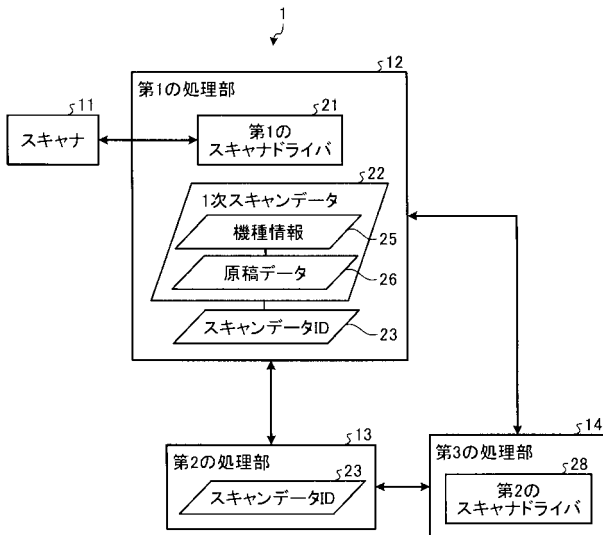 1
12
第1の処理部
11
スキャナ
21
第1の
スキャナドライバ
22
1次スキャンデータ
機種情報
25
原稿データ
26
スキャンデータID
23
13
第2の処理部
23
スキャンデータID
14
第3の処理部
28
第2の
スキャナドライバ